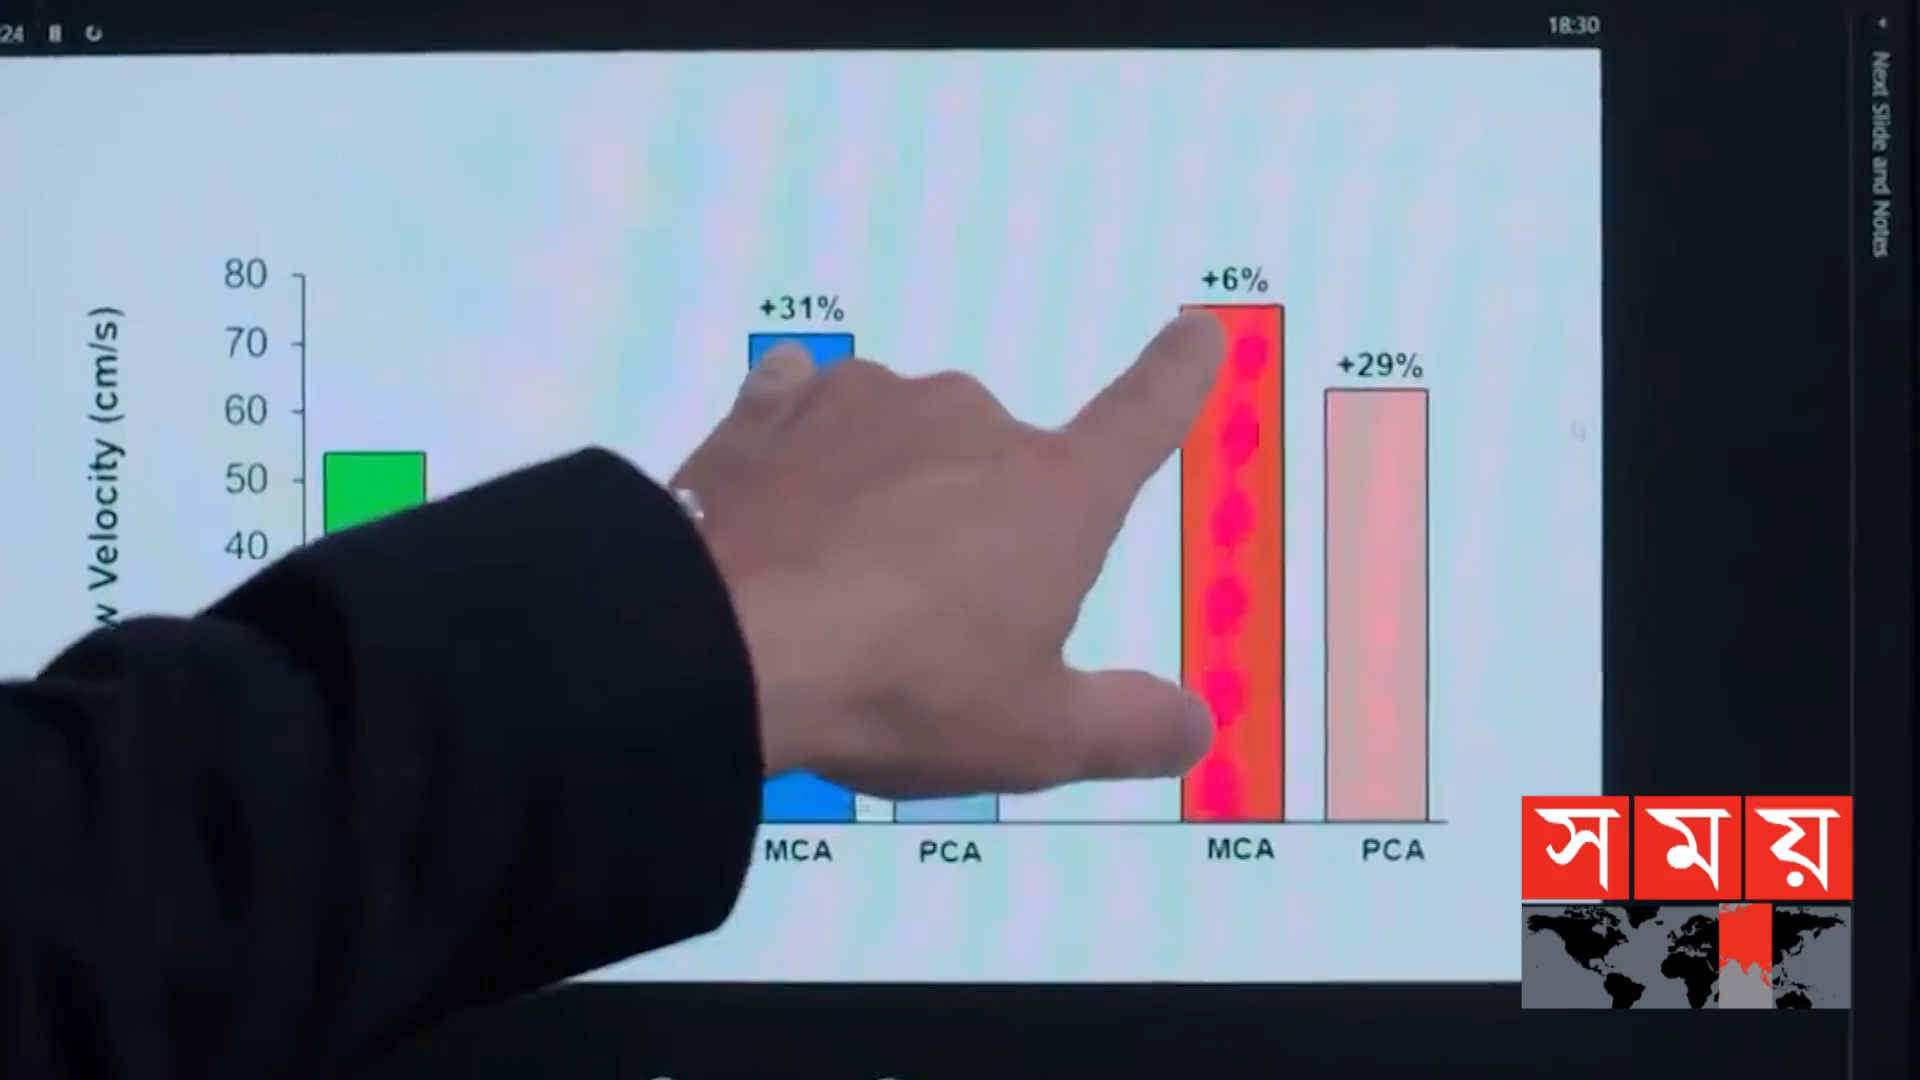 24
18:30
Next Slide and Notes
80
70
60
50
40
w Velocity (cm/s)
+31%
+6%
+29%
MCA PCA MCA PCA
সময়